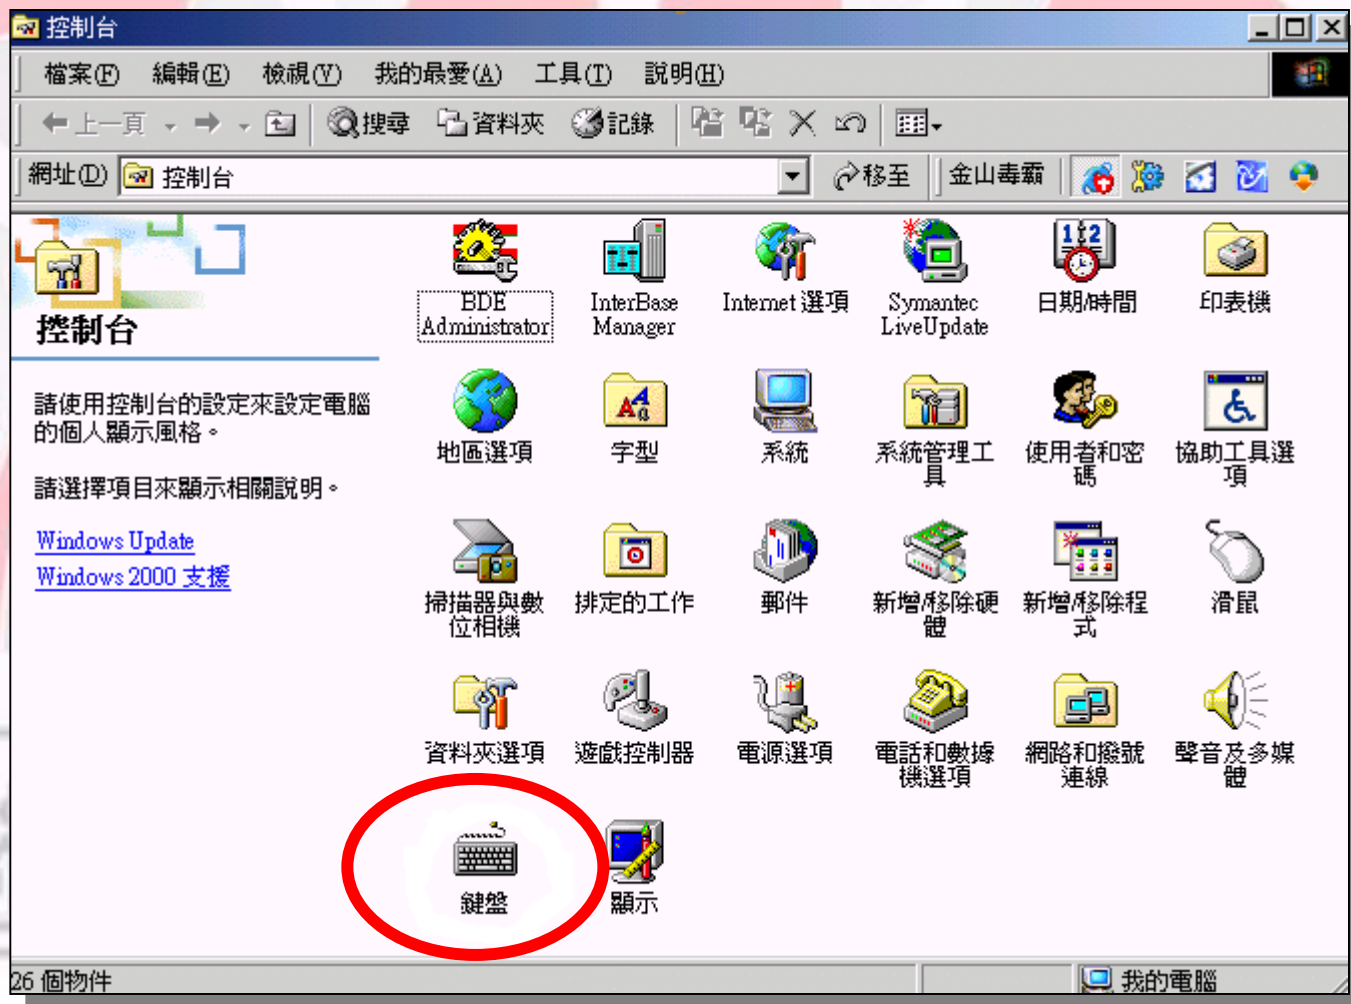 控制台
檔案(F) 編輯(E) 檢視(V) 我的最愛(A) 工具(T) 說明(H)
上一頁 搜尋 資料夾 記錄
網址(D) 控制台 移至 金山毒霸
控制台
請使用控制台的設定來設定電腦
的個人顯示風格。
請選擇項目來顯示相關說明。
Windows Update
Windows 2000 支援
BDE
Administrator
InterBase
Manager
Internet 選項
Symantec
LiveUpdate
日期/時間
印表機
地區選項
字型
系統
系統管理工
具
使用者和密
碼
協助工具選
項
掃描器與數
位相機
排定的工作
郵件
新增/移除硬
體
新增/移除程
式
滑鼠
資料夾選項
遊戲控制器
電源選項
電話和數據
機選項
網路和撥號
連線
聲音及多媒
體
鍵盤
顯示
26 個物件 我的電腦